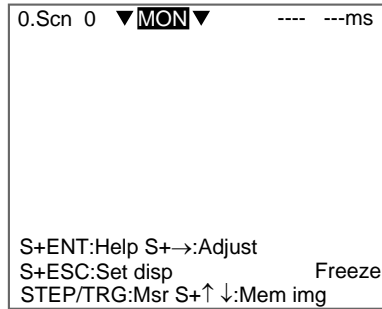 0.Scn 0 ▼MON▼ ---- ---ms
S+ENT:Help S+→:Adjust
S+ESC:Set disp Freeze
STEP/TRG:Msr S+↑↓:Mem img